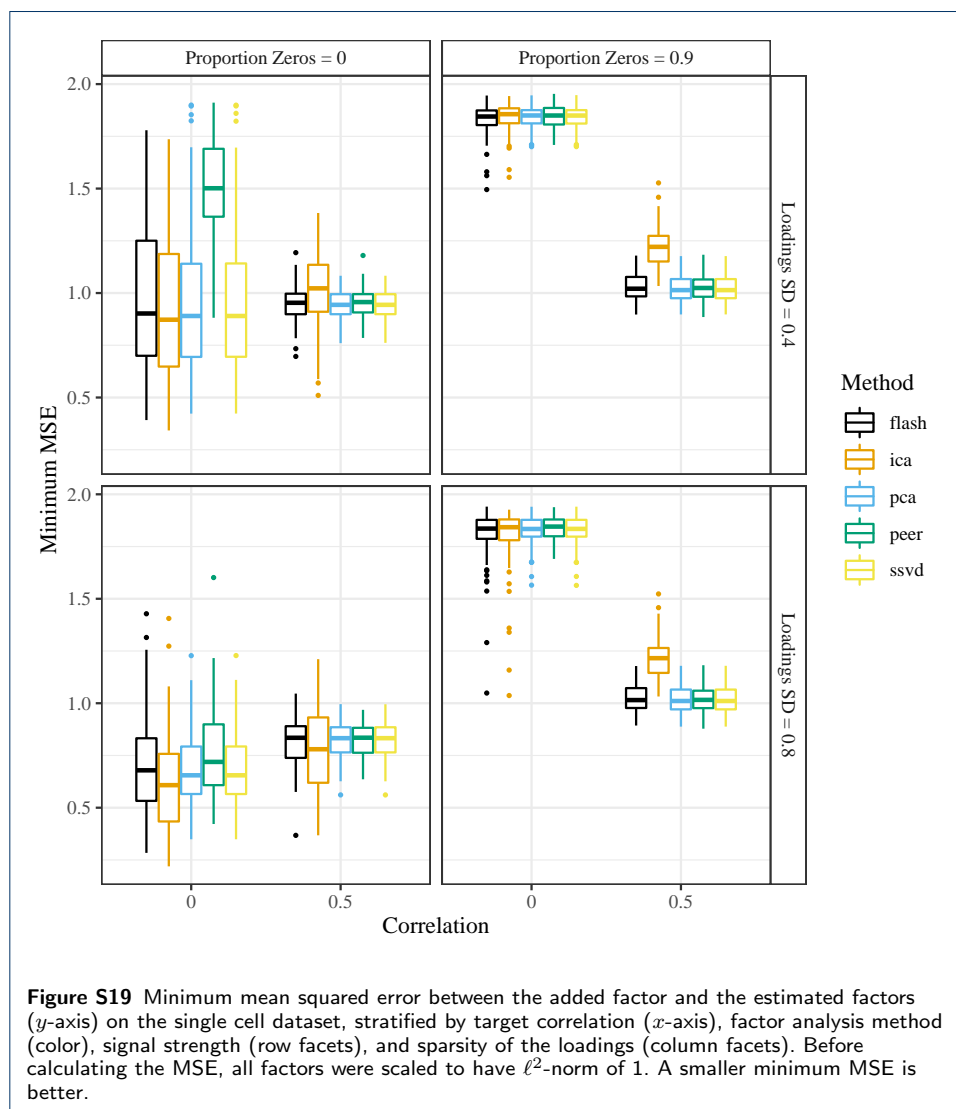 Proportion Zeros = 0
Proportion Zeros = 0.9
2.0
1.5
1.0
0.5
Loadings SD = 0.4
Minimum MSE
2.0
1.5
1.0
0.5
Loadings SD = 0.8
0
0.5
0
0.5
Correlation
Method
flash
ica
pca
peer
ssvd
Figure S19 Minimum mean squared error between the added factor and the estimated factors
(y-axis) on the single cell dataset, stratified by target correlation (x-axis), factor analysis method
(color), signal strength (row facets), and sparsity of the loadings (column facets). Before
calculating the MSE, all factors were scaled to have ℓ²-norm of 1. A smaller minimum MSE is
better.